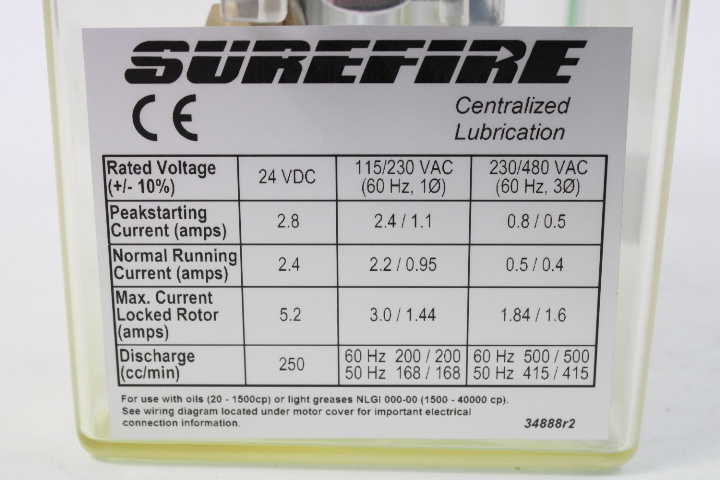 SUREFIRE
CE
Centralized
Lubrication
Rated Voltage (+/- 10%) 24 VDC 115/230 VAC (60 Hz, 1Ø) 230/480 VAC (60 Hz, 3Ø)
Peakstarting Current (amps) 2.8 2.4 / 1.1 0.8 / 0.5
Normal Running Current (amps) 2.4 2.2 / 0.95 0.5 / 0.4
Max. Current Locked Rotor (amps) 5.2 3.0 / 1.44 1.84 / 1.6
Discharge (cc/min) 250 60 Hz 200 / 200 50 Hz 168 / 168 60 Hz 500 / 500 50 Hz 415 / 415
For use with oils (20 - 1500cp) or light greases NLGI 000-00 (1500 - 40000 cp).
See wiring diagram located under motor cover for important electrical
connection information.
34888r2